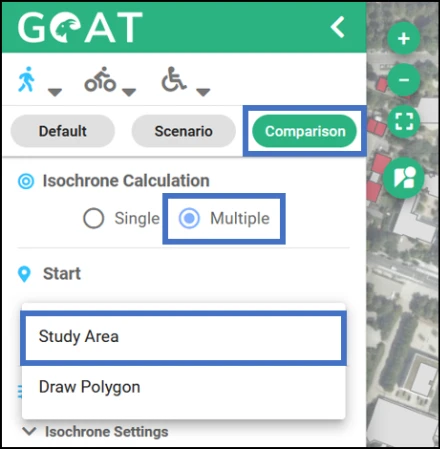 GOAT
Default
Scenario
Comparison
Isochrone Calculation
Single
Multiple
Start
Study Area
Draw Polygon
Isochrone Settings